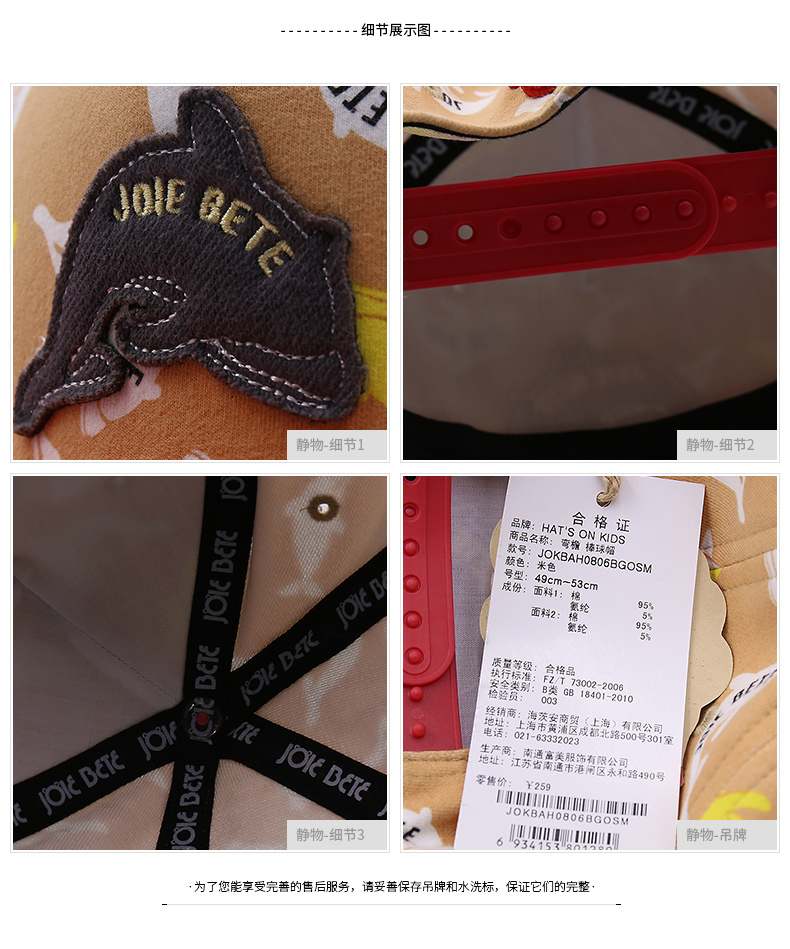 ----------细节展示图----------
JOIE BETE
静物-细节1
JOIE BETE
静物-细节2
JOIE BETE
JOIE BETE
JOIE BETE
JOIE BETE
JOIE BETE
JOIE BETE
JOIE BETE
静物-细节3
合格证
品牌: HAT'S ON KIDS
商品名称: 弯檐 棒球帽
款号: JOKBAH0806BGOSM
颜色: 米色
号型: 49cm~53cm
成份: 面料1: 棉 95%
氨纶 5%
面料2: 棉 95%
氨纶 5%
质量等级: 合格品
执行标准: FZ/T 73002-2006
安全类别: B类 GB 18401-2010
检验员: 003
经销商: 海茨安商贸（上海）有限公司
地址: 上海市黄浦区成都北路500号301室
电话: 021-63332023
生产商: 南通富美服饰有限公司
地址: 江苏省南通市港闸区永和路490号
零售价: ¥259
JOKBAH0806BGOSM
6 934153 801280
静物-吊牌
·为了您能享受完善的售后服务，请妥善保存吊牌和水洗标，保证它们的完整·